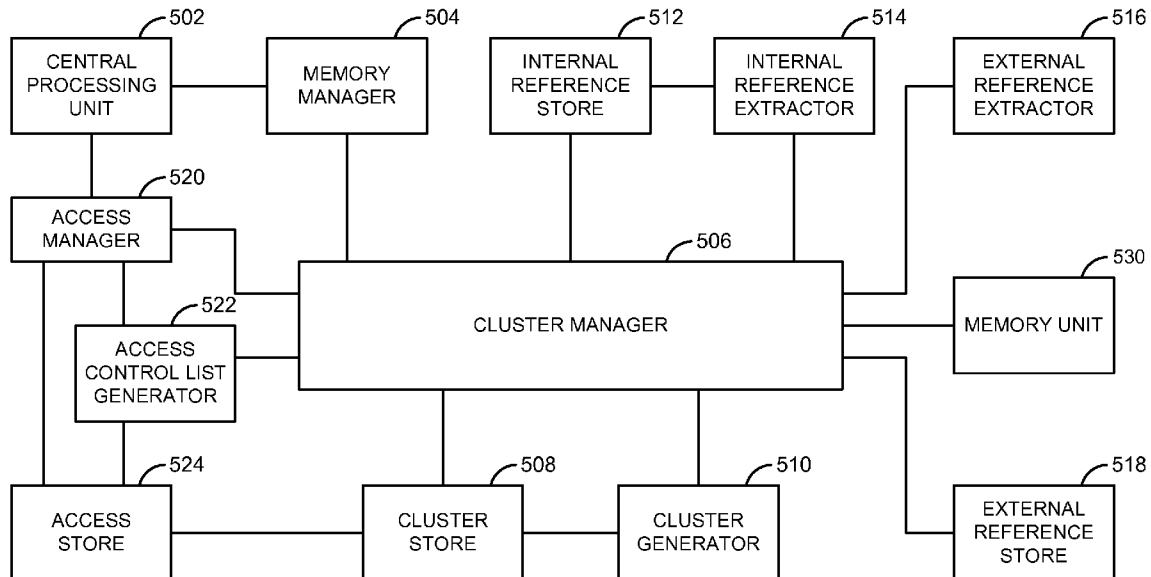 502
CENTRAL
PROCESSING
UNIT
504
MEMORY
MANAGER
512
INTERNAL
REFERENCE
STORE
514
INTERNAL
REFERENCE
EXTRACTOR
516
EXTERNAL
REFERENCE
EXTRACTOR
520
ACCESS
MANAGER
506
CLUSTER MANAGER
530
MEMORY UNIT
522
ACCESS
CONTROL LIST
GENERATOR
524
ACCESS
STORE
508
CLUSTER
STORE
510
CLUSTER
GENERATOR
518
EXTERNAL
REFERENCE
STORE